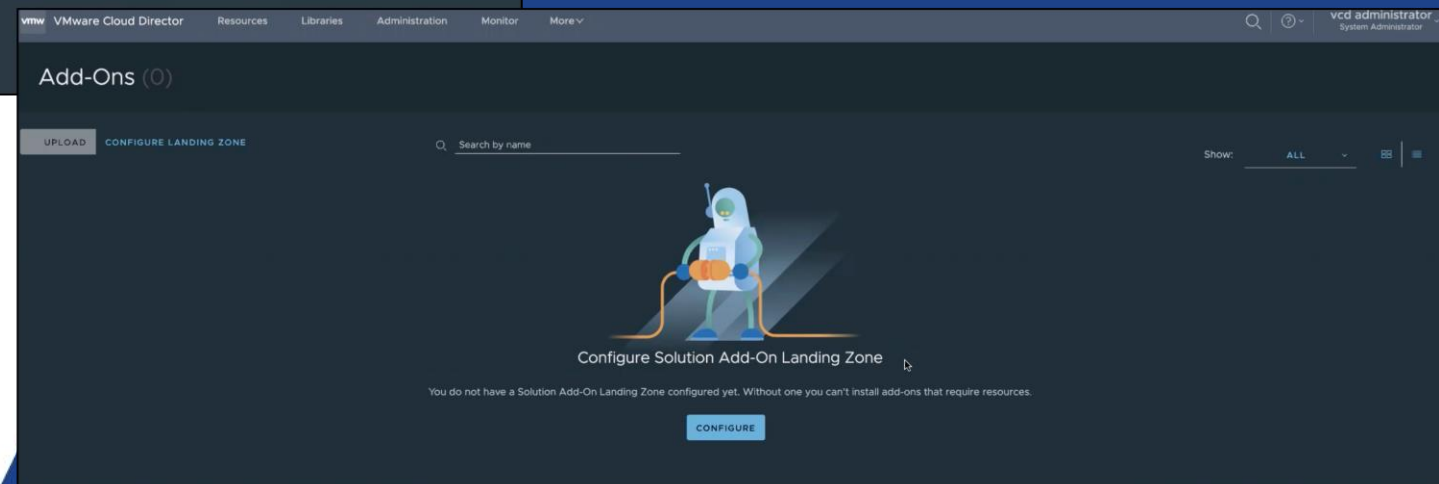 vmw VMware Cloud Director Resources Libraries Administration Monitor More
vcd administrator
System Administrator
Add-Ons (0)
UPLOAD CONFIGURE LANDING ZONE Search by name
Show: ALL
Configure Solution Add-On Landing Zone
You do not have a Solution Add-On Landing Zone configured yet. Without one you can't install add-ons that require resources.
CONFIGURE